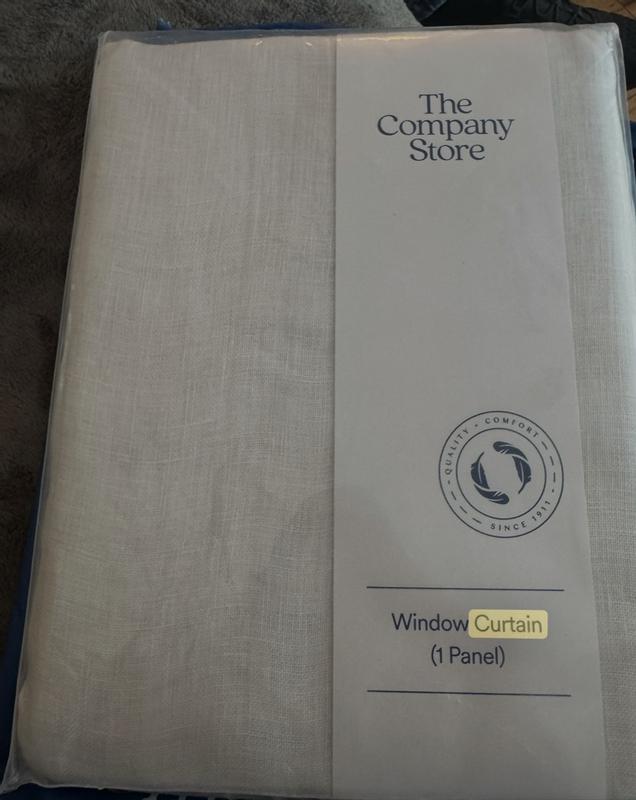 The
Company
Store
QUALITY - COMFORT
SINCE 1911
Window Curtain
(1 Panel)